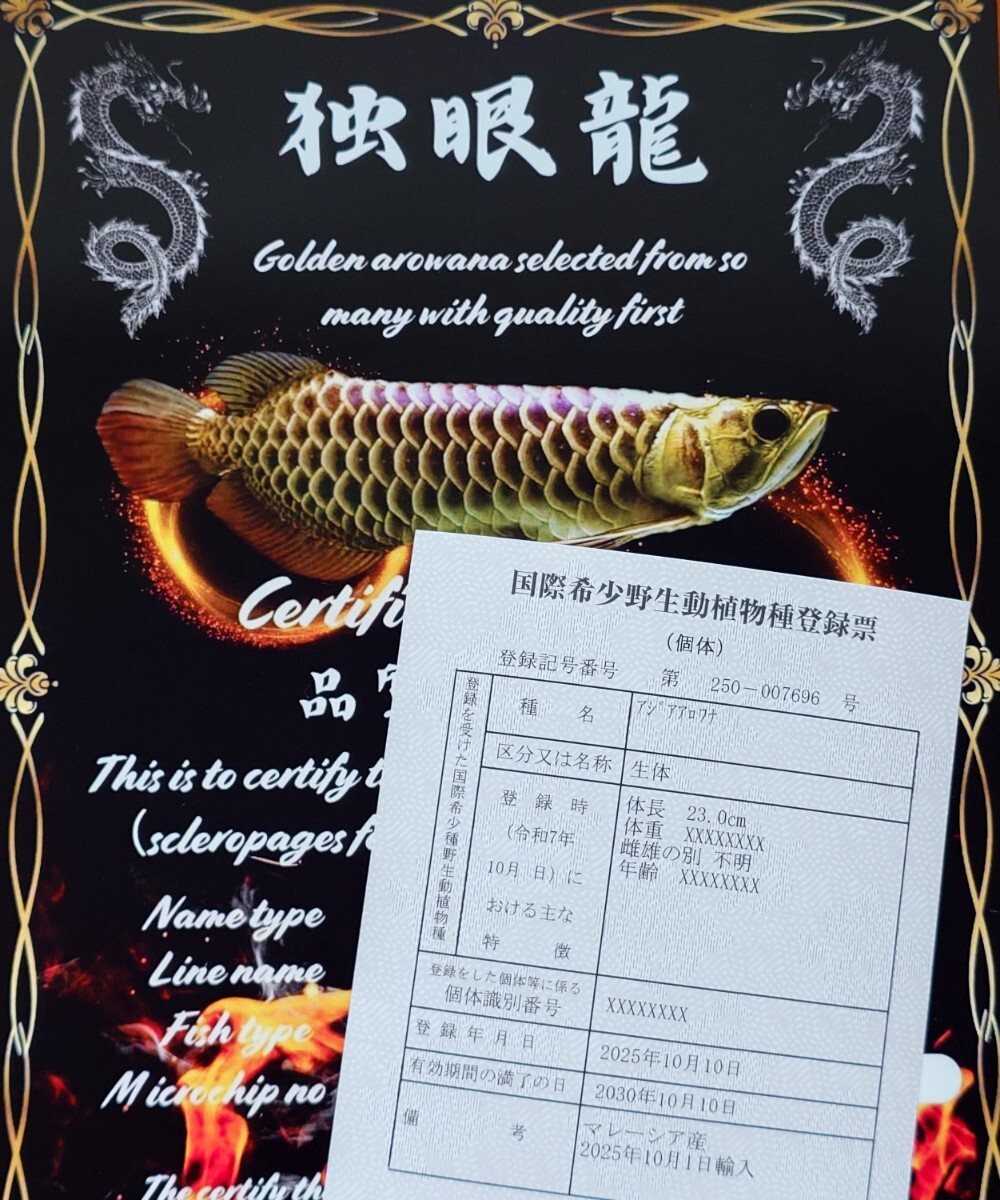 独眼龍
Golden arowana selected from so
many with quality first
Certifi
品
This is to certify t
(scleropages f
Name type
Line name
Fish type
Microchip no
The certify th
国際希少野生動植物種登録票
(個体)
登録記号番号 第 250-007696 号
登録を受けた国際希少種野生動植物種
種 名 アジアアロワナ
区分又は名称 生体
登 録 時
(令和7年
10月 日)に
おける主な
特 徴
体長 23.0cm
体重 XXXXXXXX
雌雄の別 不明
年齢 XXXXXXXX
登録をした個体等に係る
個体識別番号 XXXXXXXX
登 録 年 月 日 2025年10月10日
有効期間の満了の日 2030年10月10日
備 考
マレーシア産
2025年10月1日輸入